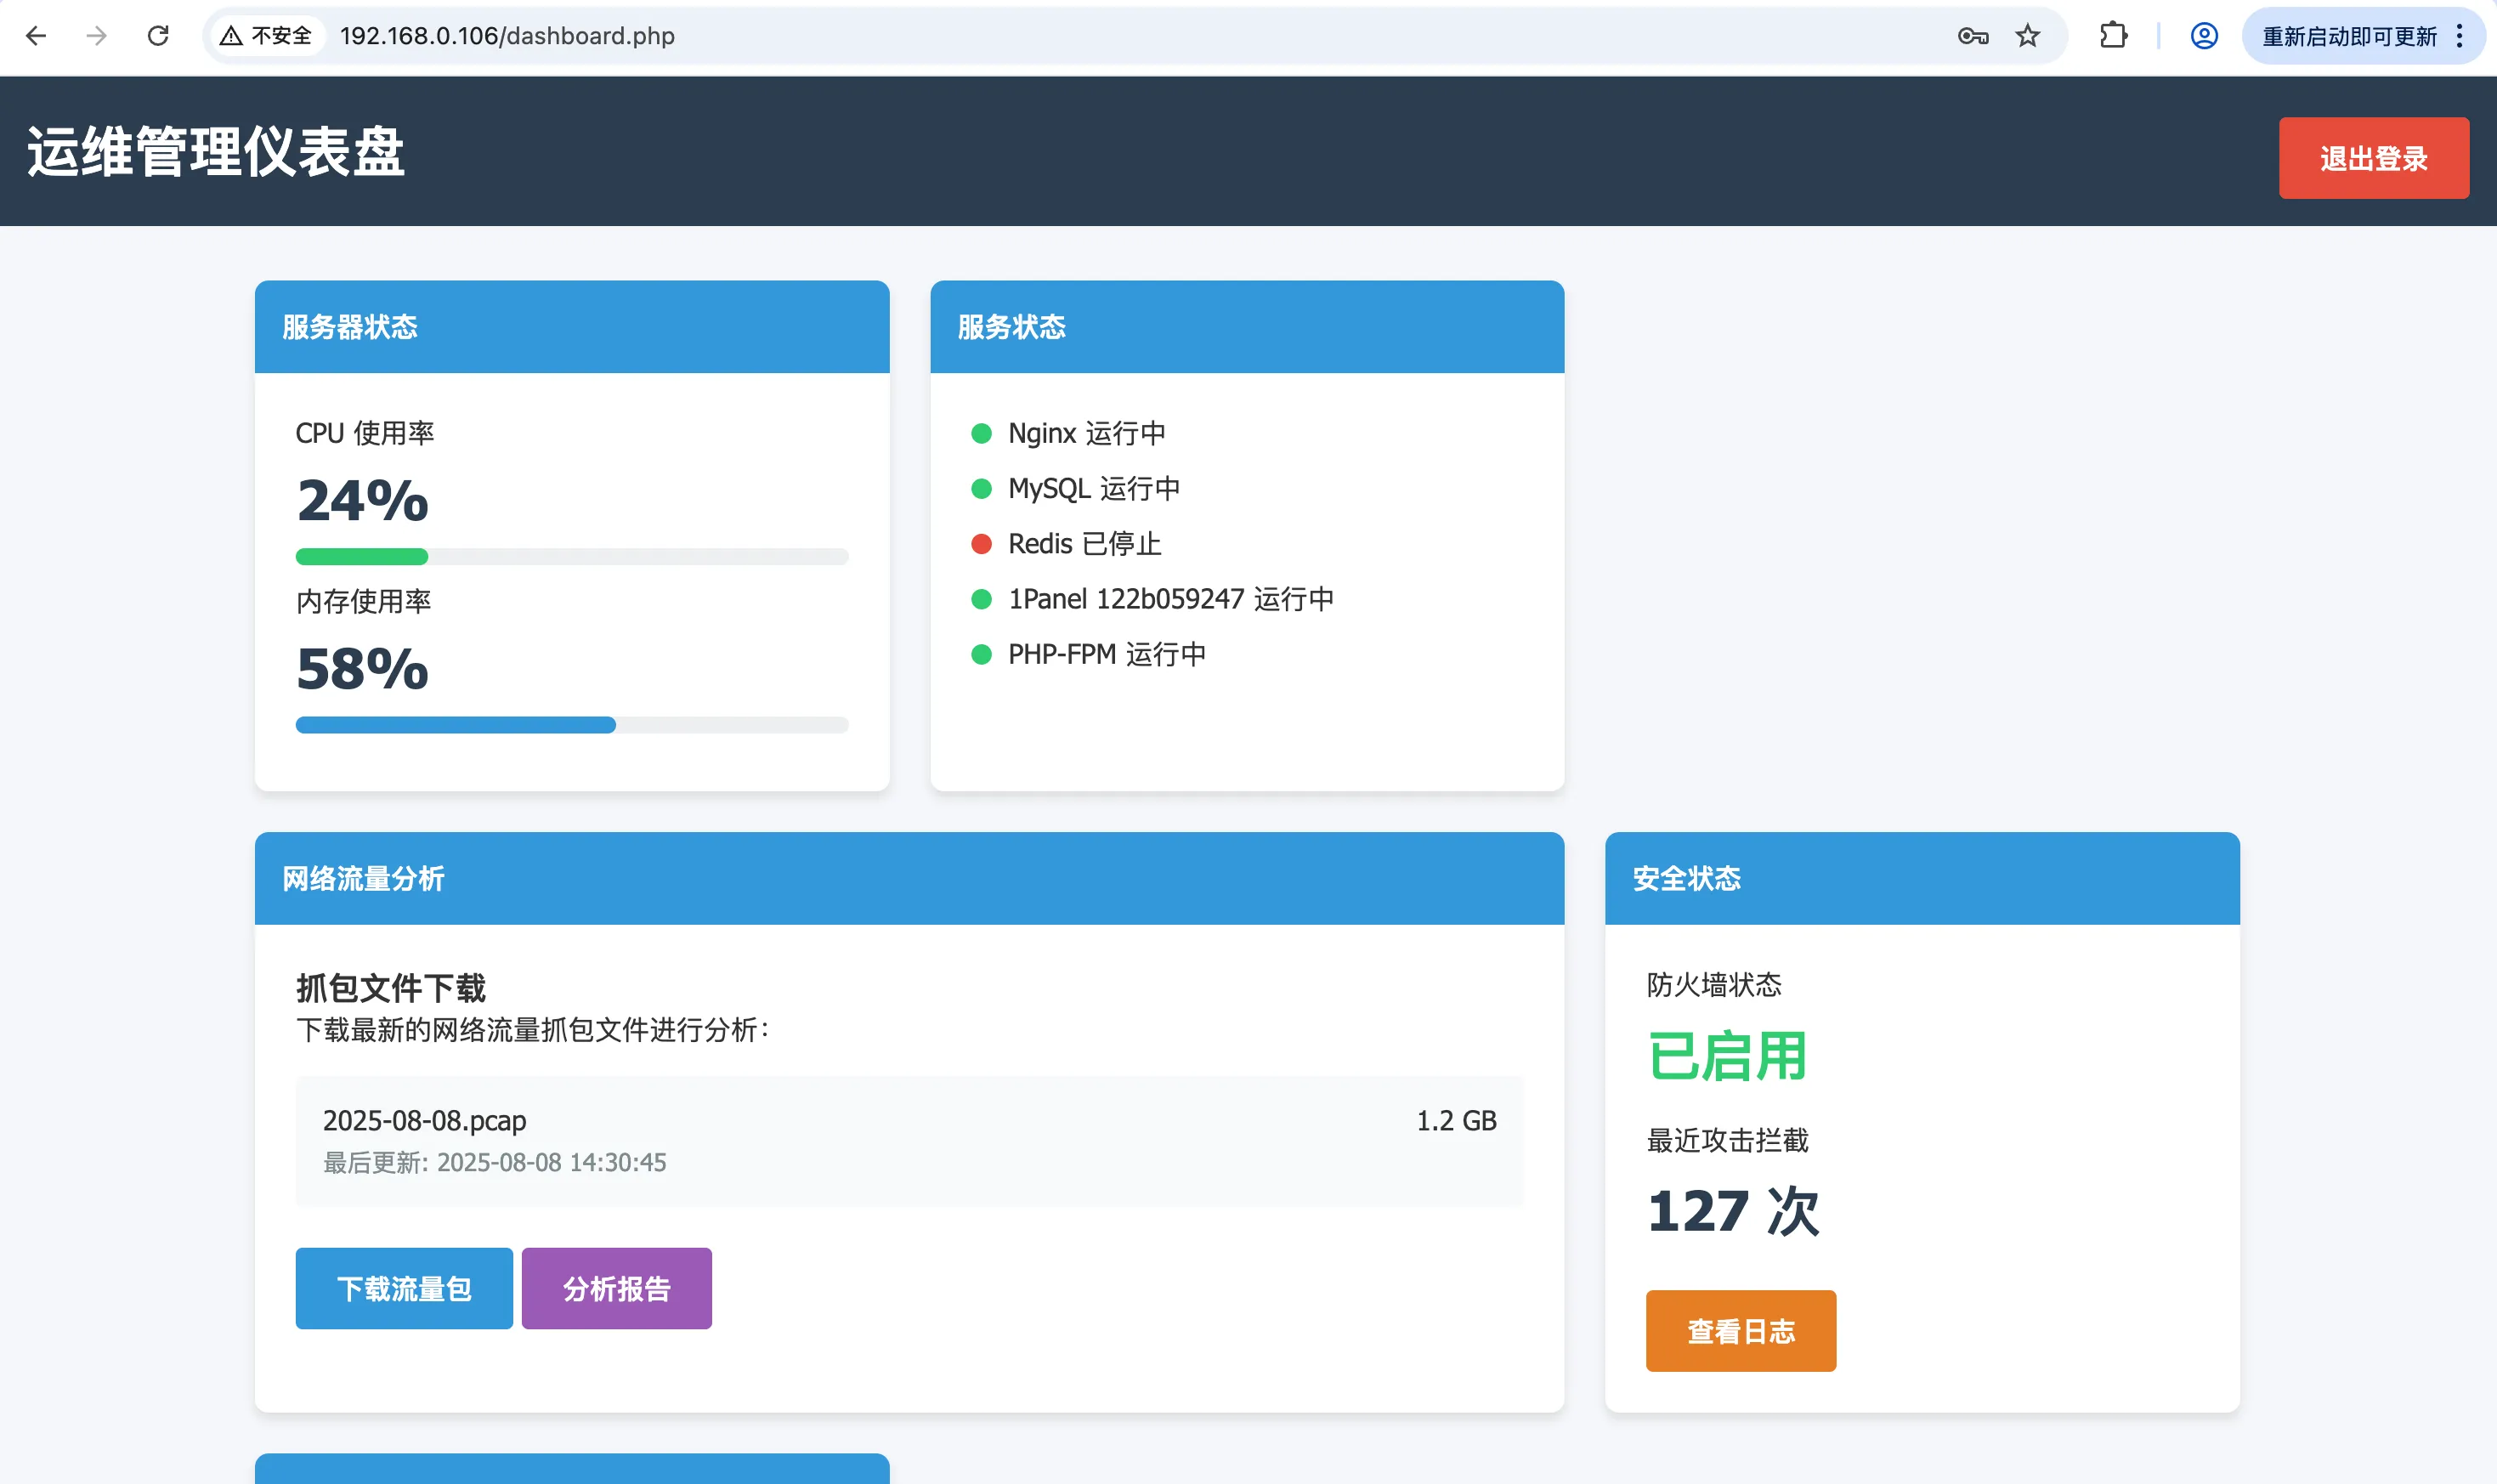 不安全
192.168.0.106/dashboard.php
重新启动即可更新
运维管理仪表盘
退出登录
服务器状态
CPU 使用率
24%
内存使用率
58%
服务状态
Nginx 运行中
MySQL 运行中
Redis 已停止
1Panel 122b059247 运行中
PHP-FPM 运行中
网络流量分析
抓包文件下载
下载最新的网络流量抓包文件进行分析：
2025-08-08.pcap
1.2 GB
最后更新: 2025-08-08 14:30:45
下载流量包
分析报告
安全状态
防火墙状态
已启用
最近攻击拦截
127 次
查看日志